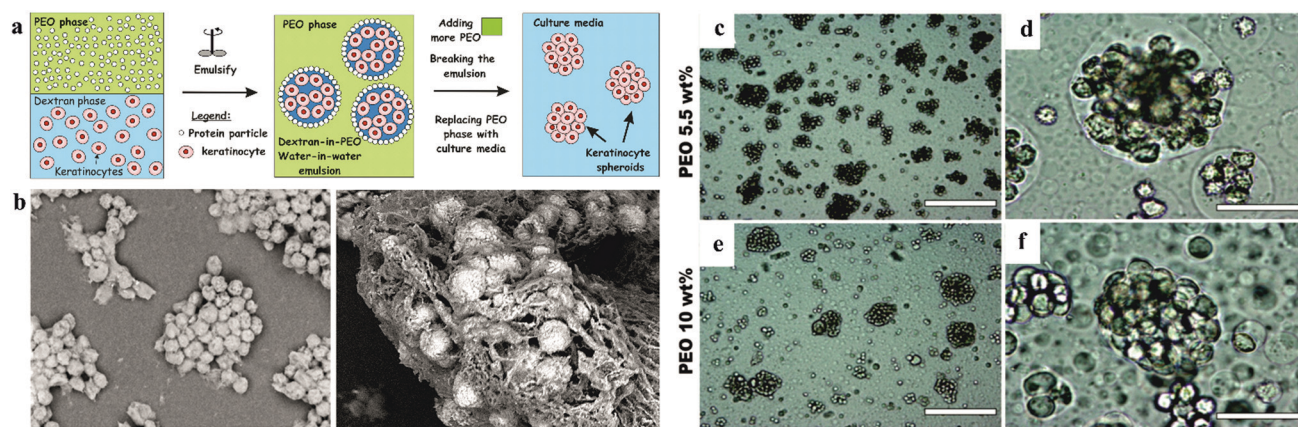 a
PEO phase
Dextran phase
Keratinocytes
Emulsify
Legend:
Protein particle
keratinocyte
PEO phase
Dextran-in-PEO
Water-in-water
emulsion
Adding
more PEO
Breaking the
emulsion
Replacing PEO
phase with
culture media
Culture media
Keratinocyte
spheroids
b
PEO 5.5 wt%
c
d
PEO 10 wt%
e
f